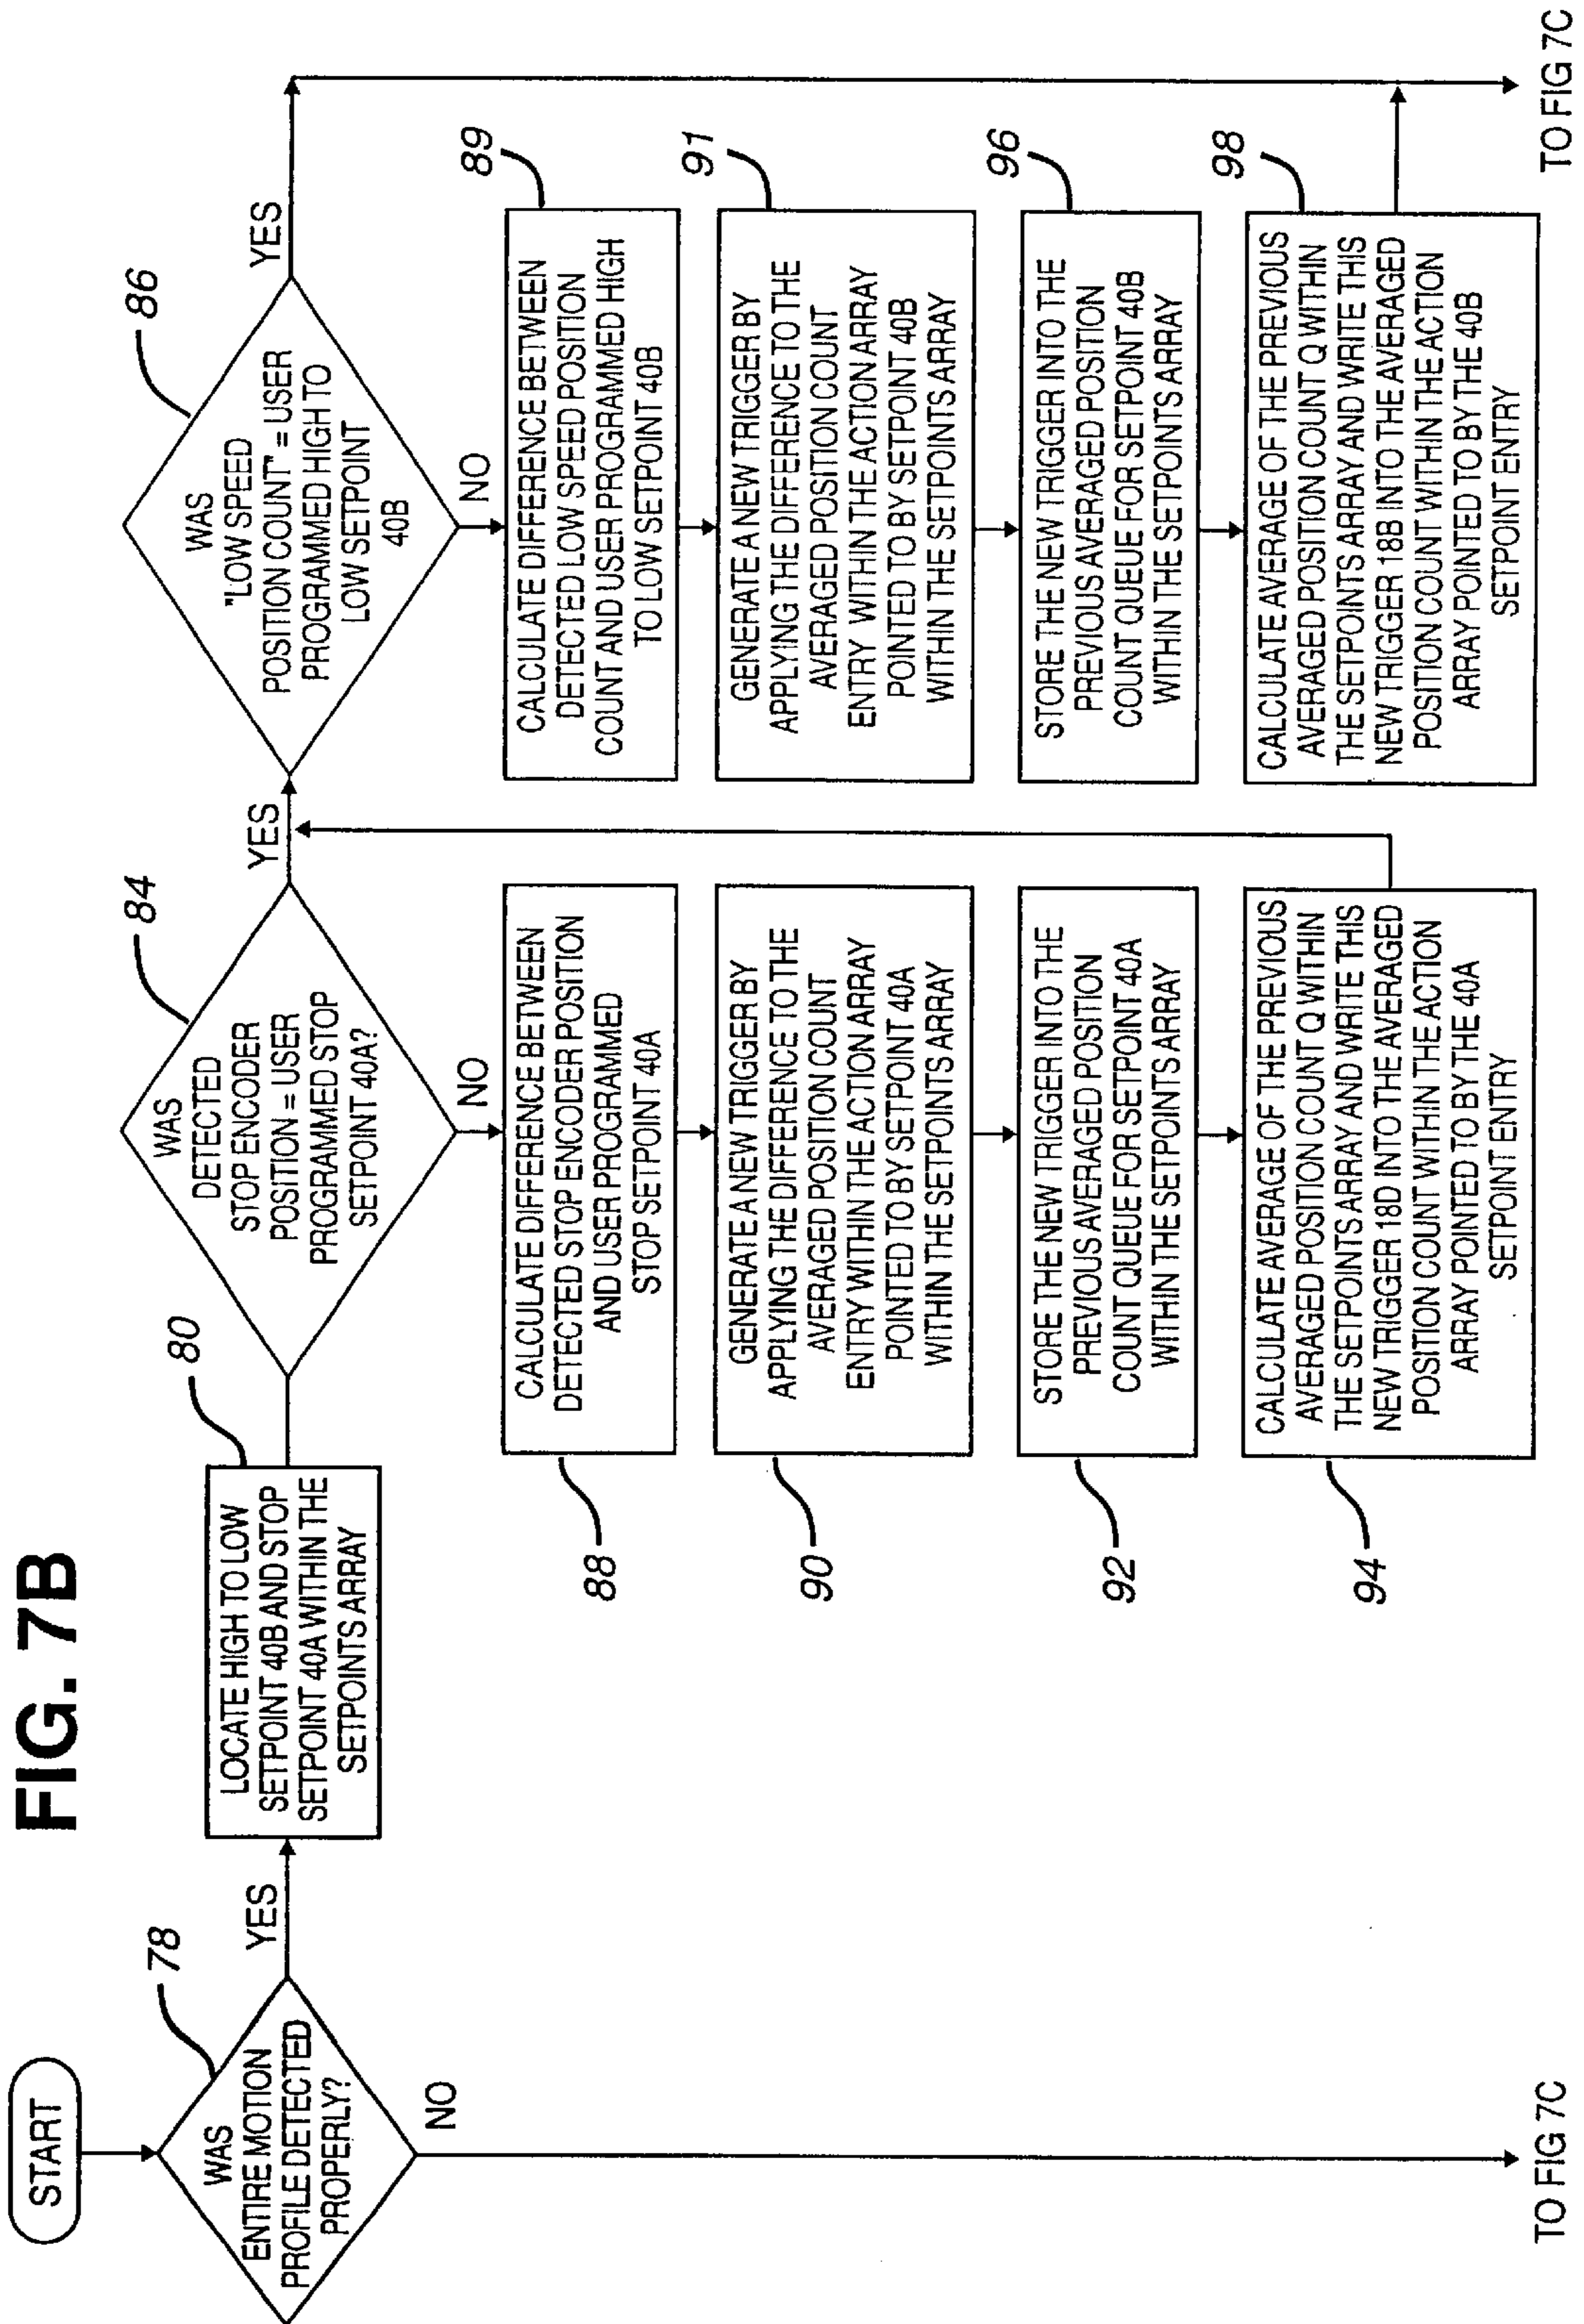 FIG. 7B
START
WAS
ENTIRE MOTION
PROFILE DETECTED
PROPERLY?
78
YES
NO
TO FIG 7C
LOCATE HIGH TO LOW
SETPOINT 40B AND STOP
SETPOINT 40A WITHIN THE
SETPOINTS ARRAY
80
WAS
DETECTED
STOP ENCODER
POSITION = USER
PROGRAMMED STOP
SETPOINT 40A?
84
YES
NO
CALCULATE DIFFERENCE BETWEEN
DETECTED STOP ENCODER POSITION
AND USER PROGRAMMED
STOP SETPOINT 40A
88
GENERATE A NEW TRIGGER BY
APPLYING THE DIFFERENCE TO THE
AVERAGED POSITION COUNT
ENTRY WITHIN THE ACTION ARRAY
POINTED TO BY SETPOINT 40A
WITHIN THE SETPOINTS ARRAY
90
STORE THE NEW TRIGGER INTO THE
PREVIOUS AVERAGED POSITION
COUNT QUEUE FOR SETPOINT 40A
WITHIN THE SETPOINTS ARRAY
92
CALCULATE AVERAGE OF THE PREVIOUS
AVERAGED POSITION COUNT Q WITHIN
THE SETPOINTS ARRAY AND WRITE THIS
NEW TRIGGER 18D INTO THE AVERAGED
POSITION COUNT WITHIN THE ACTION
ARRAY POINTED TO BY THE 40A
SETPOINT ENTRY
94
WAS
"LOW SPEED
POSITION COUNT" = USER
PROGRAMMED HIGH TO
LOW SETPOINT
40B
86
YES
NO
CALCULATE DIFFERENCE BETWEEN
DETECTED LOW SPEED POSITION
COUNT AND USER PROGRAMMED HIGH
TO LOW SETPOINT 40B
89
GENERATE A NEW TRIGGER BY
APPLYING THE DIFFERENCE TO THE
AVERAGED POSITION COUNT
ENTRY WITHIN THE ACTION ARRAY
POINTED TO BY SETPOINT 40B
WITHIN THE SETPOINTS ARRAY
91
STORE THE NEW TRIGGER INTO THE
PREVIOUS AVERAGED POSITION
COUNT QUEUE FOR SETPOINT 40B
WITHIN THE SETPOINTS ARRAY
96
CALCULATE AVERAGE OF THE PREVIOUS
AVERAGED POSITION COUNT Q WITHIN
THE SETPOINTS ARRAY AND WRITE THIS
NEW TRIGGER 18B INTO THE AVERAGED
POSITION COUNT WITHIN THE ACTION
ARRAY POINTED TO BY THE 40B
SETPOINT ENTRY
98
TO FIG 7C